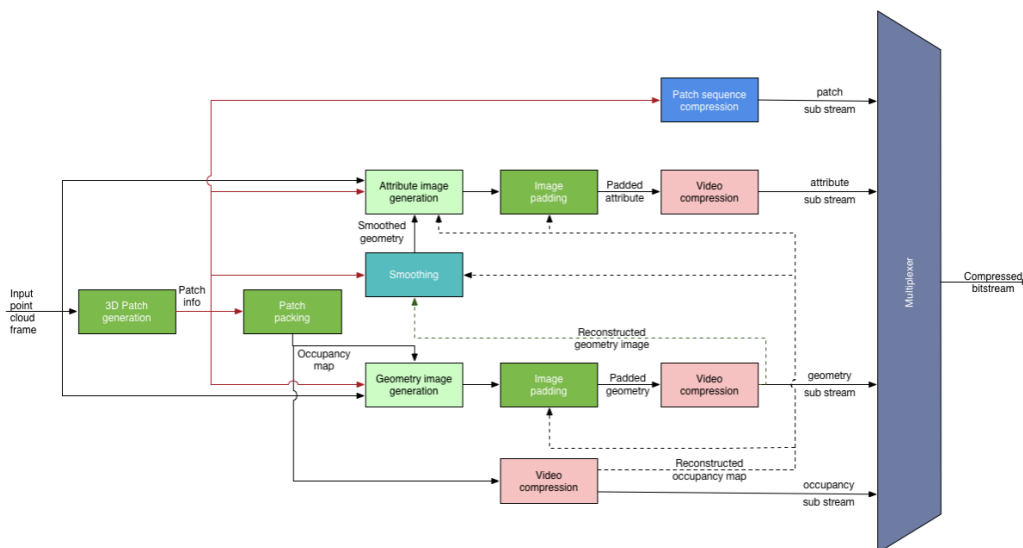 patch
Patch sequence
compression
sub stream
Attribute image
generation
Image
padding
Padded
attribute
Video
compression
attribute
sub stream
Smoothed
geometry
Smoothing
Multiplexer
Input
point
cloud
frame
3D Patch
generation
Patch
info
Patch
packing
Compressed
bitstream
Reconstructed
geometry image
Occupancy
map
Geometry image
generation
Image
padding
Padded
geometry
Video
compression
geometry
sub stream
Video
compression
Reconstructed
occupancy map
occupancy
sub stream